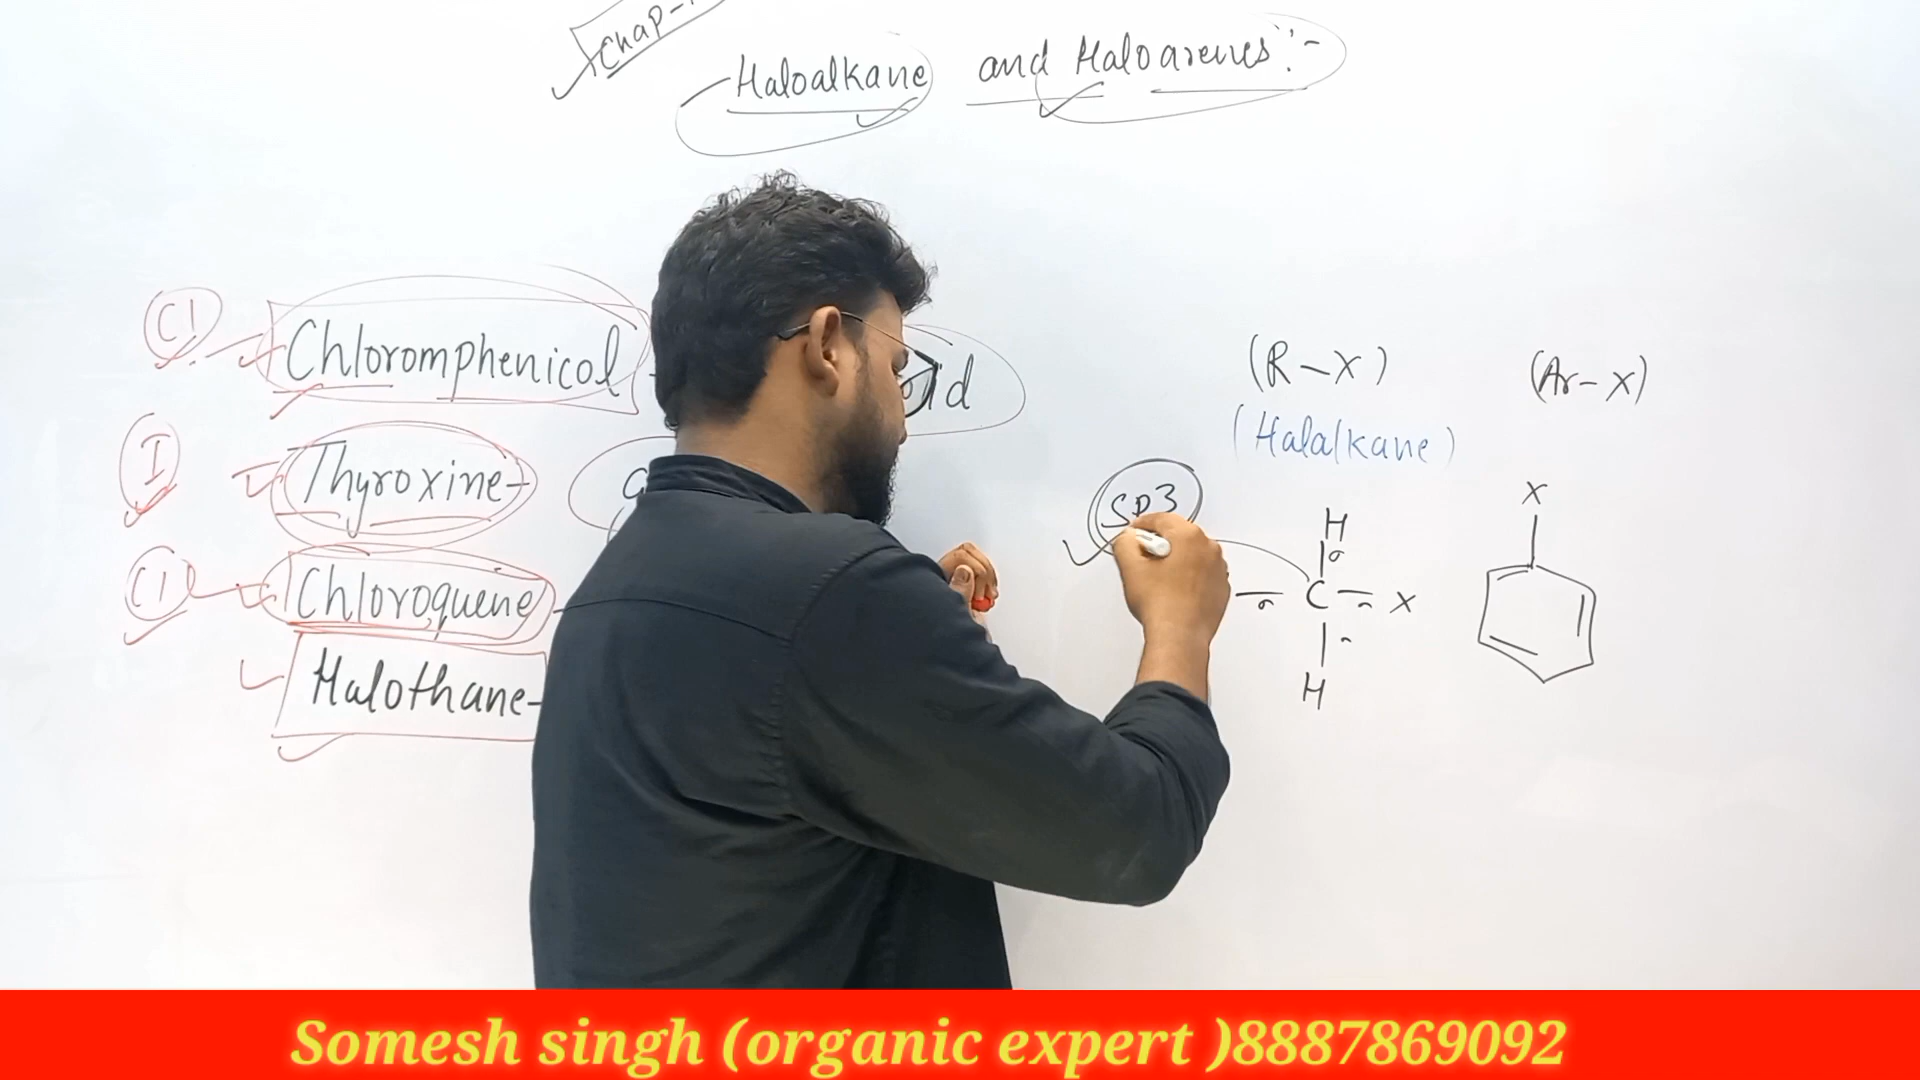 Chap-
Haloalkane and Haloarenes:-
Cl Chloromphenicol
I Thyroxine-
Cl Chloroquene
Halothane-
(R-X) (Ar-X)
(Halalkane)
SP3
X
H
C X
H
Somesh singh (organic expert )8887869092